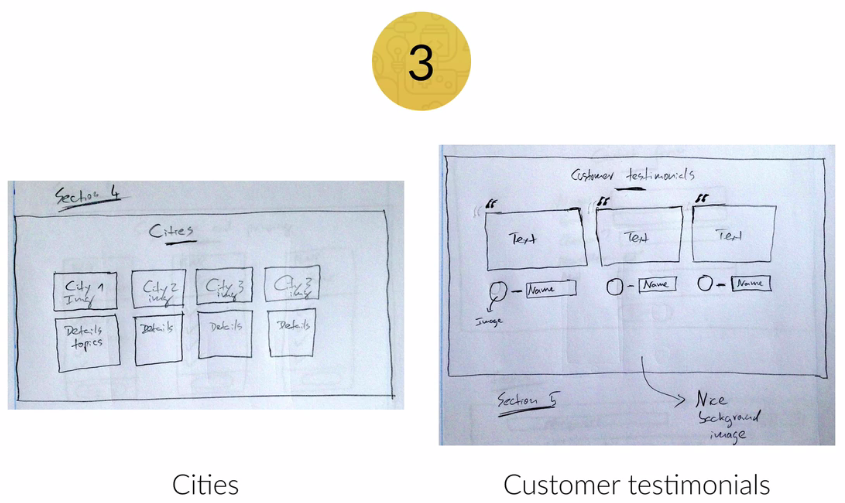 3
Section 4
Cities
City 1
Img
City 2
img
City 3
img
City 3
img
Details
topics
Details
Details
Details
Cities
Customer testimonials
“ “ “
Text
Text
Text
Name
Name
Name
Image
Section 5
Nice
background
image
Customer testimonials